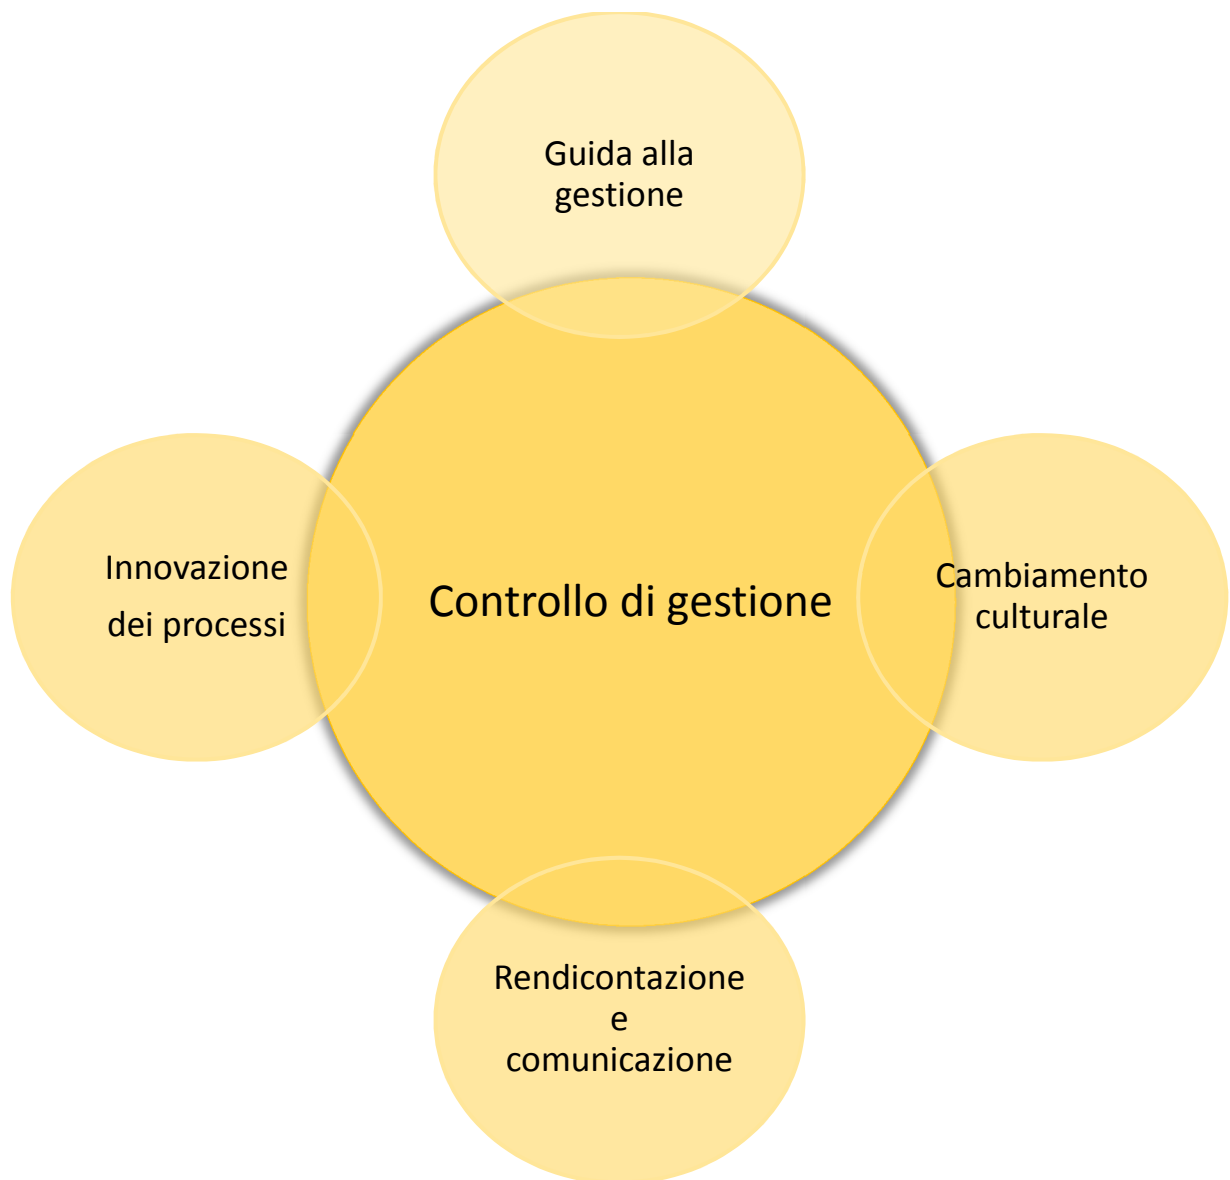 Guida alla
gestione
Innovazione
dei processi
Controllo di gestione
Cambiamento
culturale
Rendicontazione
e
comunicazione